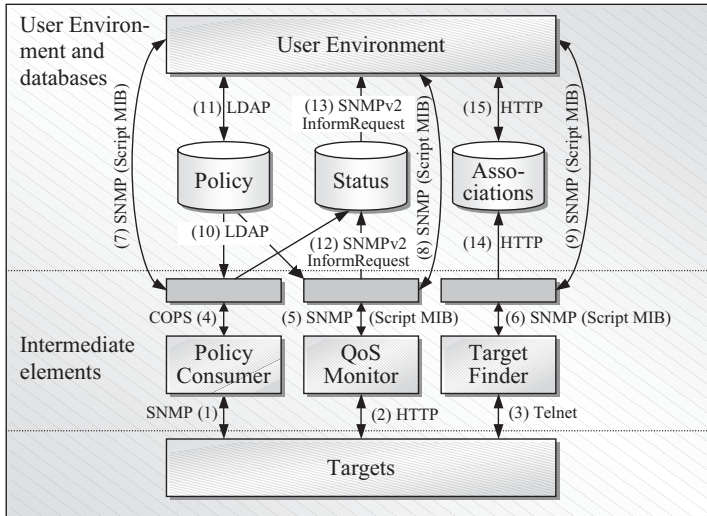 User Environ-
ment and
databases
User Environment
(11) LDAP
(13) SNMPv2
InformRequest
(15) HTTP
(7) SNMP (Script MIB)
Policy
Status
Asso-
ciations
(8) SNMP (Script MIB)
(9) SNMP (Script MIB)
(10) LDAP
(12) SNMPv2
InformRequest
(14) HTTP
Intermediate
elements
COPS (4)
(5) SNMP (Script MIB)
(6) SNMP (Script MIB)
Policy
Consumer
QoS
Monitor
Target
Finder
SNMP (1)
(2) HTTP
(3) Telnet
Targets